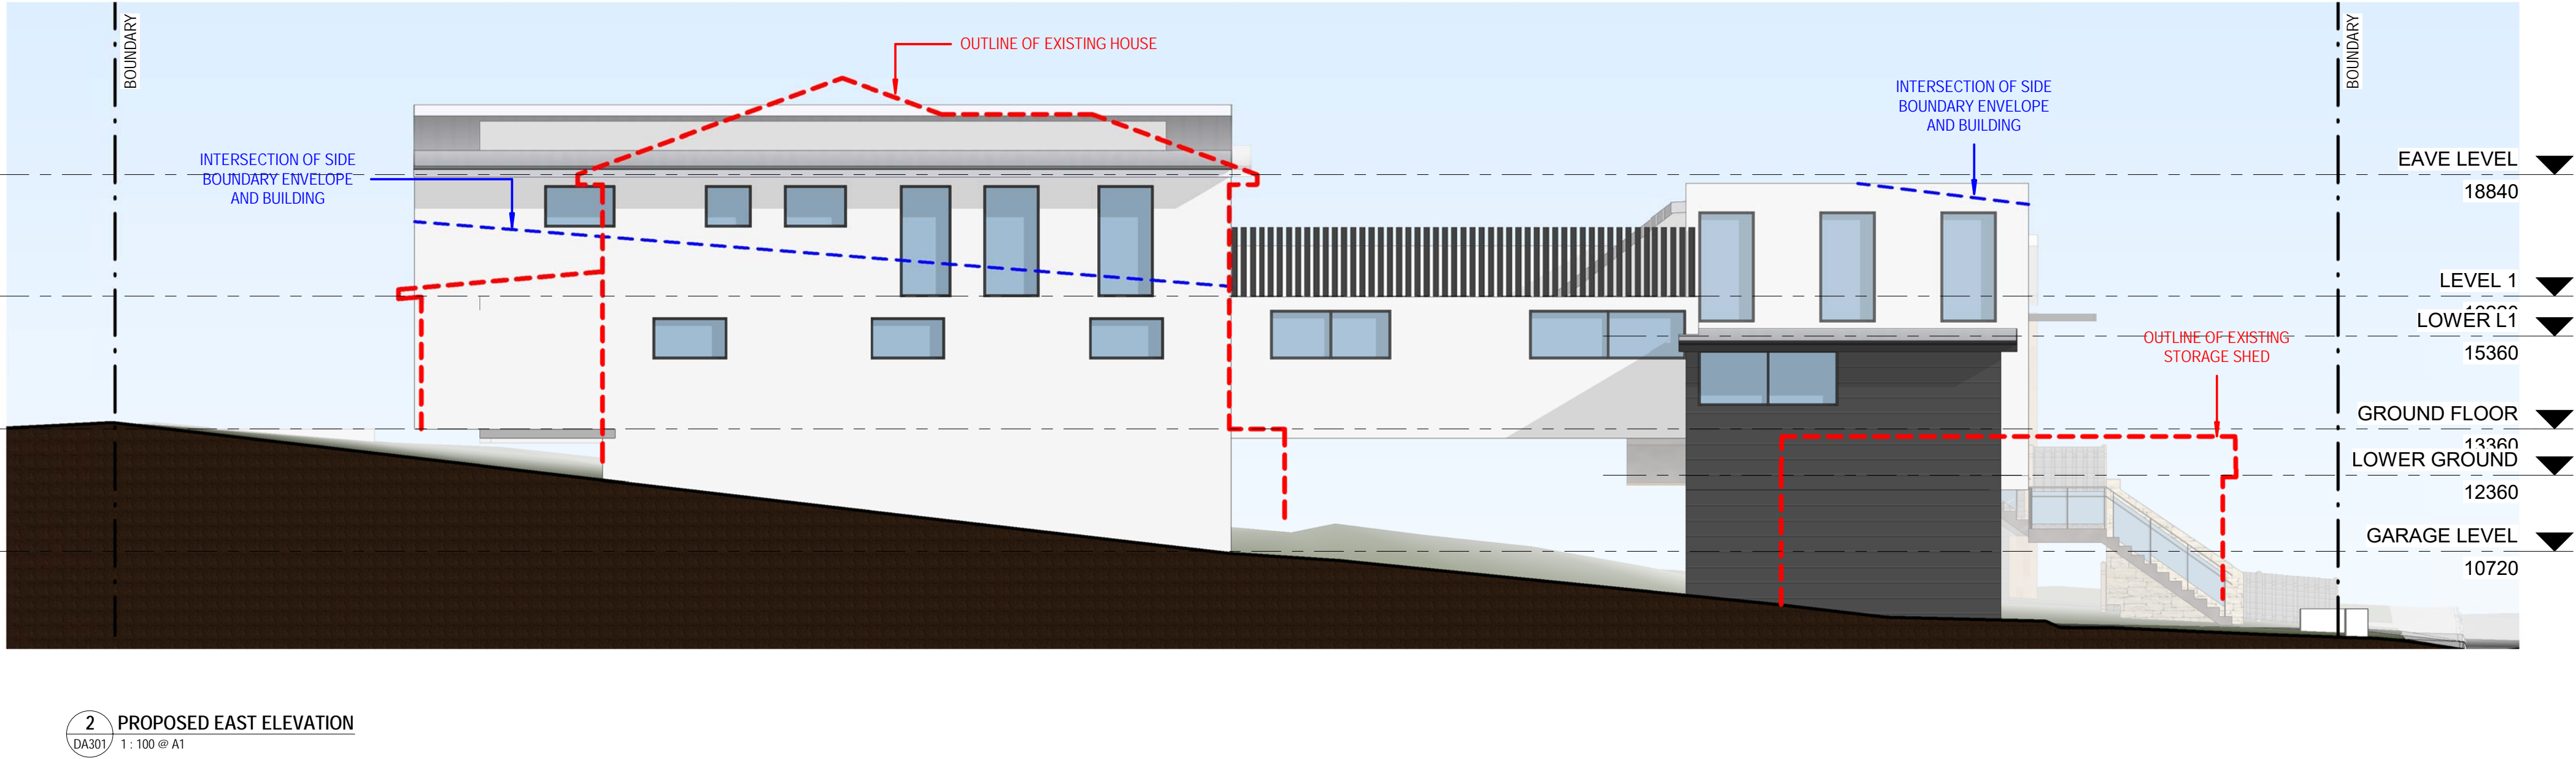 BOUNDARY
OUTLINE OF EXISTING HOUSE
BOUNDARY
INTERSECTION OF SIDE
BOUNDARY ENVELOPE
AND BUILDING
INTERSECTION OF SIDE
BOUNDARY ENVELOPE
AND BUILDING
EAVE LEVEL
18840
LEVEL 1
LOWER L1
15360
OUTLINE OF EXISTING
STORAGE SHED
GROUND FLOOR
13360
LOWER GROUND
12360
GARAGE LEVEL
10720
2 PROPOSED EAST ELEVATION
DA301 1 : 100 @ A1